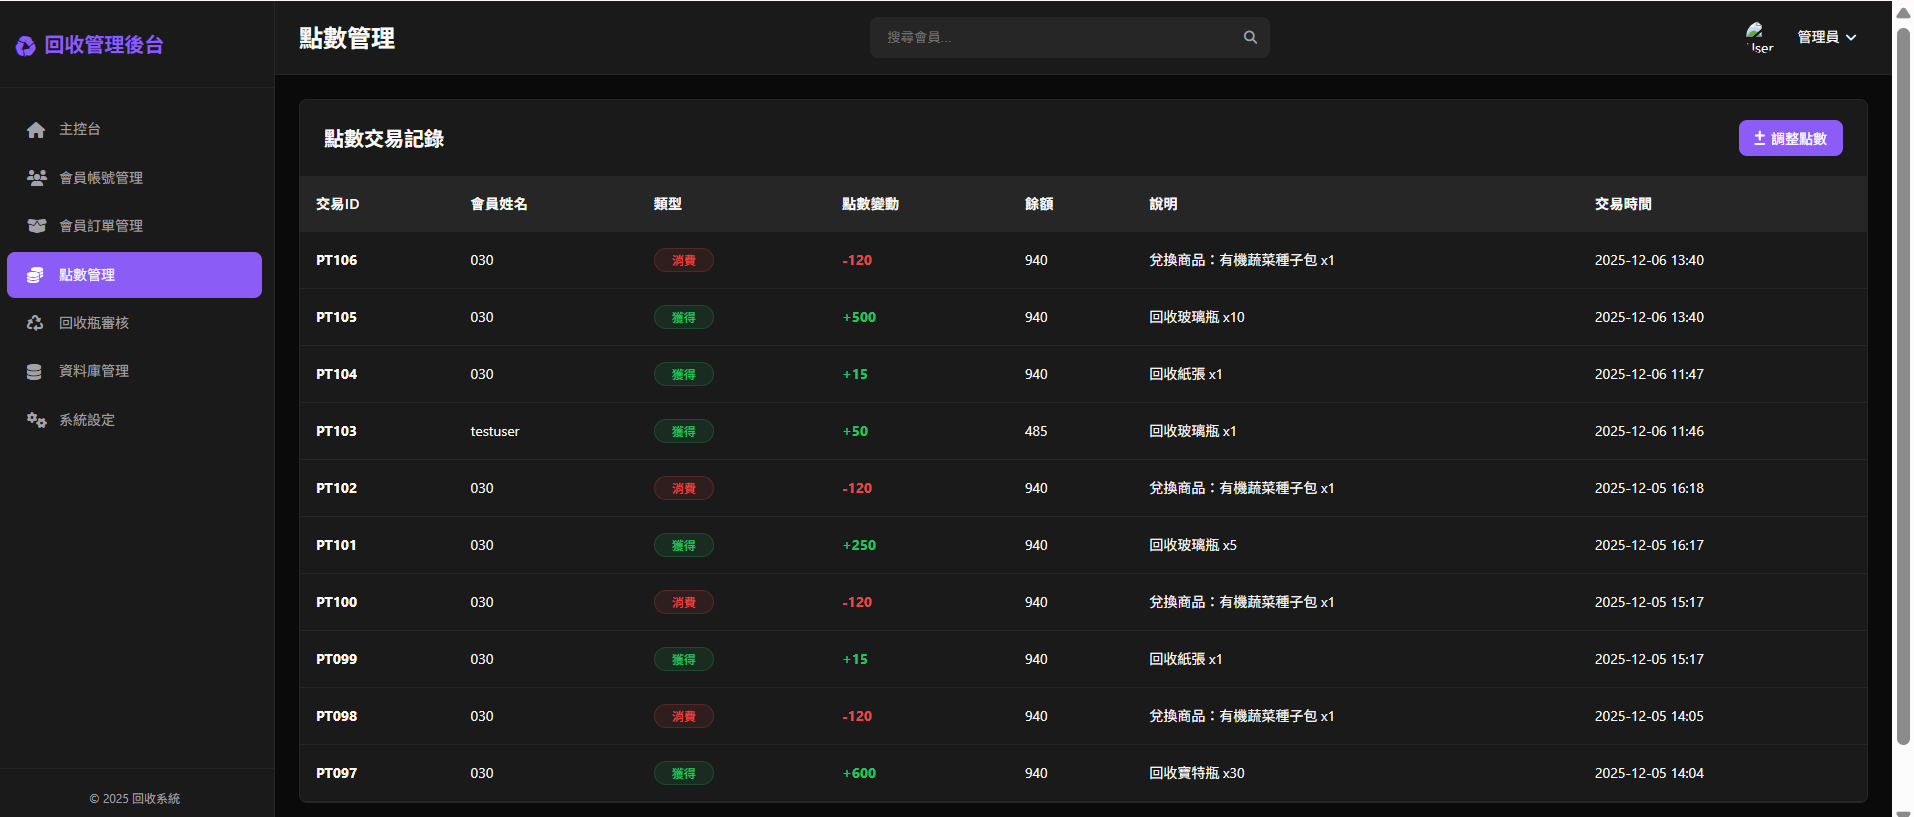 回收管理後台
點數管理
搜尋會員...
User
管理員
主控台
會員帳號管理
會員訂單管理
點數管理
回收瓶審核
資料庫管理
系統設定
© 2025 回收系統
點數交易記錄
調整點數
交易ID 會員姓名 類型 點數變動 餘額 說明 交易時間
PT106 030 消費 -120 940 兌換商品：有機蔬菜種子包 x1 2025-12-06 13:40
PT105 030 獲得 +500 940 回收玻璃瓶 x10 2025-12-06 13:40
PT104 030 獲得 +15 940 回收紙張 x1 2025-12-06 11:47
PT103 testuser 獲得 +50 485 回收玻璃瓶 x1 2025-12-06 11:46
PT102 030 消費 -120 940 兌換商品：有機蔬菜種子包 x1 2025-12-05 16:18
PT101 030 獲得 +250 940 回收玻璃瓶 x5 2025-12-05 16:17
PT100 030 消費 -120 940 兌換商品：有機蔬菜種子包 x1 2025-12-05 15:17
PT099 030 獲得 +15 940 回收紙張 x1 2025-12-05 15:17
PT098 030 消費 -120 940 兌換商品：有機蔬菜種子包 x1 2025-12-05 14:05
PT097 030 獲得 +600 940 回收寶特瓶 x30 2025-12-05 14:04